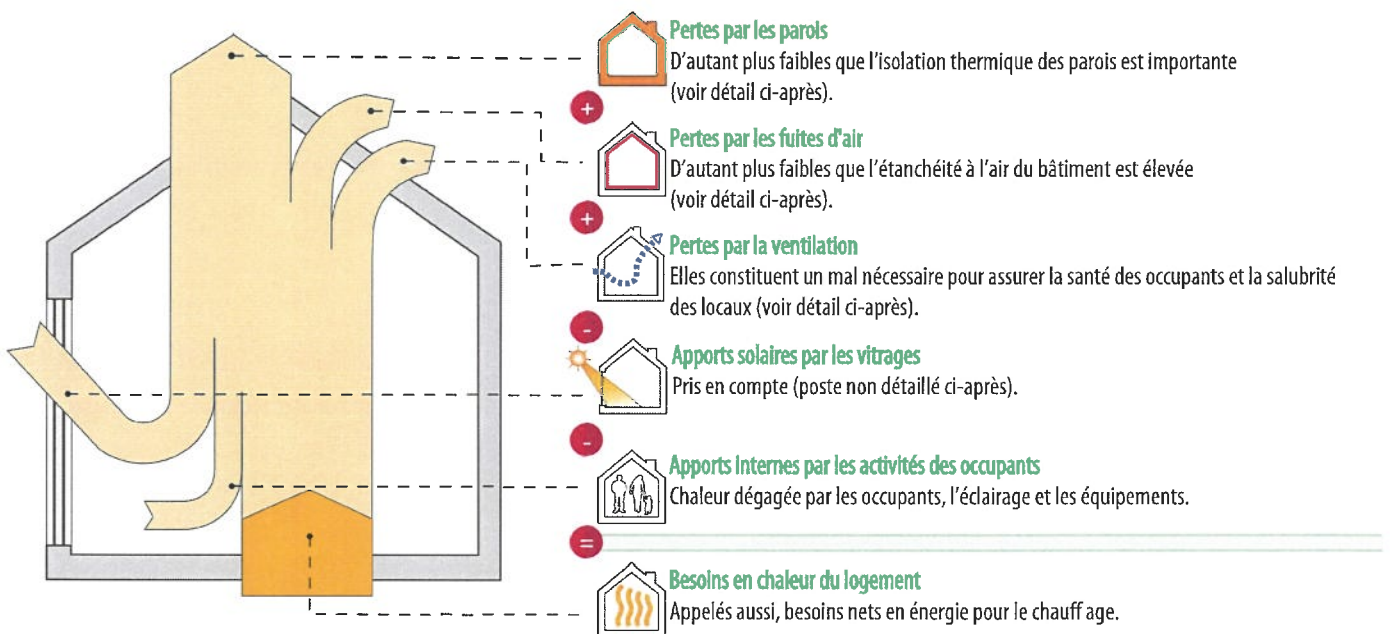 Pertes par les parois
D'autant plus faibles que l'isolation thermique des parois est importante
(voir détail ci-après).
+
Pertes par les fuites d'air
D'autant plus faibles que l'étanchéité à l'air du bâtiment est élevée
(voir détail ci-après).
+
Pertes par la ventilation
Elles constituent un mal nécessaire pour assurer la santé des occupants et la salubrité
des locaux (voir détail ci-après).
-
Apports solaires par les vitrages
Pris en compte (poste non détaillé ci-après).
-
Apports internes par les activités des occupants
Chaleur dégagée par les occupants, l'éclairage et les équipements.
=
Besoins en chaleur du logement
Appelés aussi, besoins nets en énergie pour le chauff age.